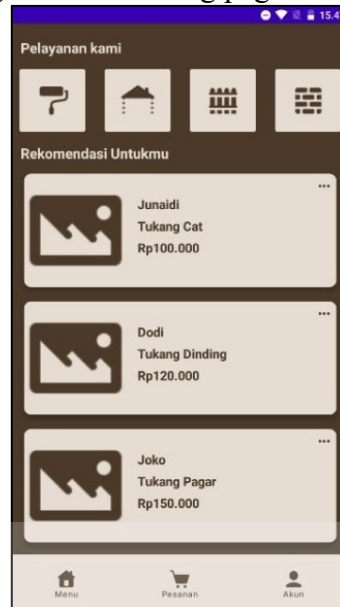 15.4
Pelayanan kami
Rekomendasi Untukmu
Junaidi
Tukang Cat
Rp100.000
Dodi
Tukang Dinding
Rp120.000
Joko
Tukang Pagar
Rp150.000
Menu
Pesanan
Akun